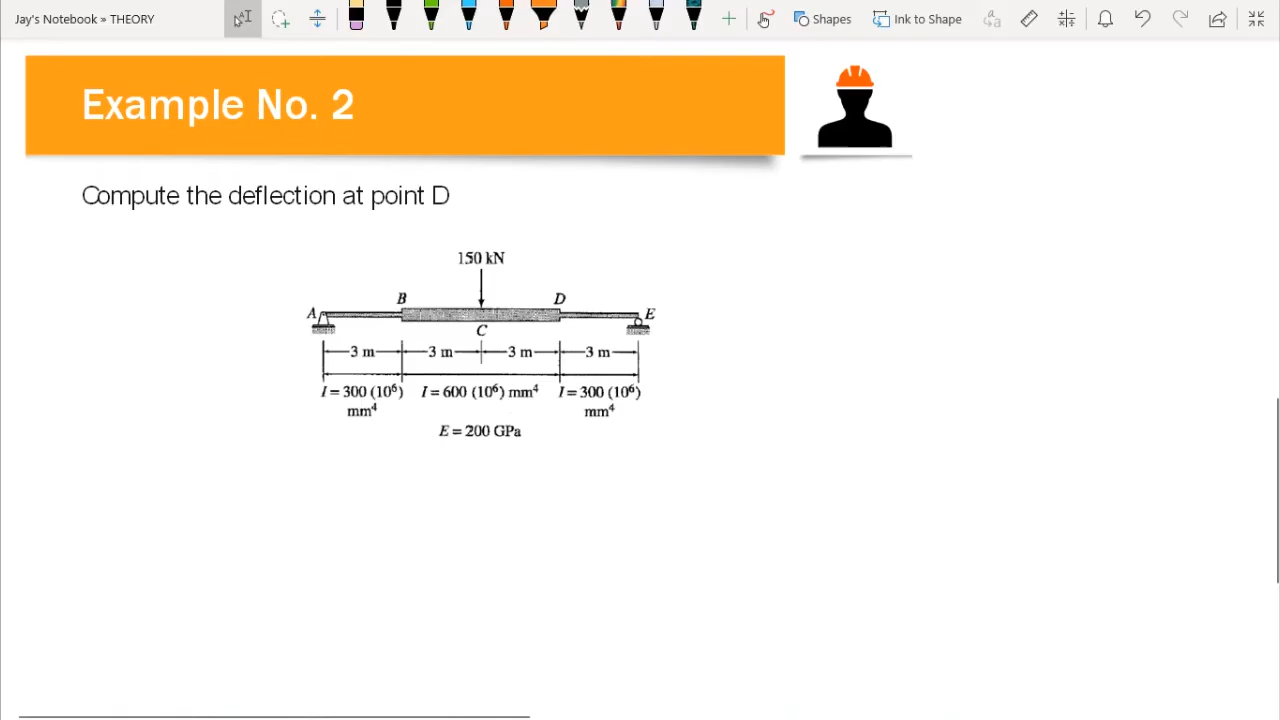 Jay's Notebook » THEORY
Shapes
Ink to Shape
Example No. 2
Compute the deflection at point D
150 kN
A
B
D
E
C
3 m
3 m
3 m
3 m
I = 300 (10⁶) mm⁴
I = 600 (10⁶) mm⁴
I = 300 (10⁶) mm⁴
E = 200 GPa